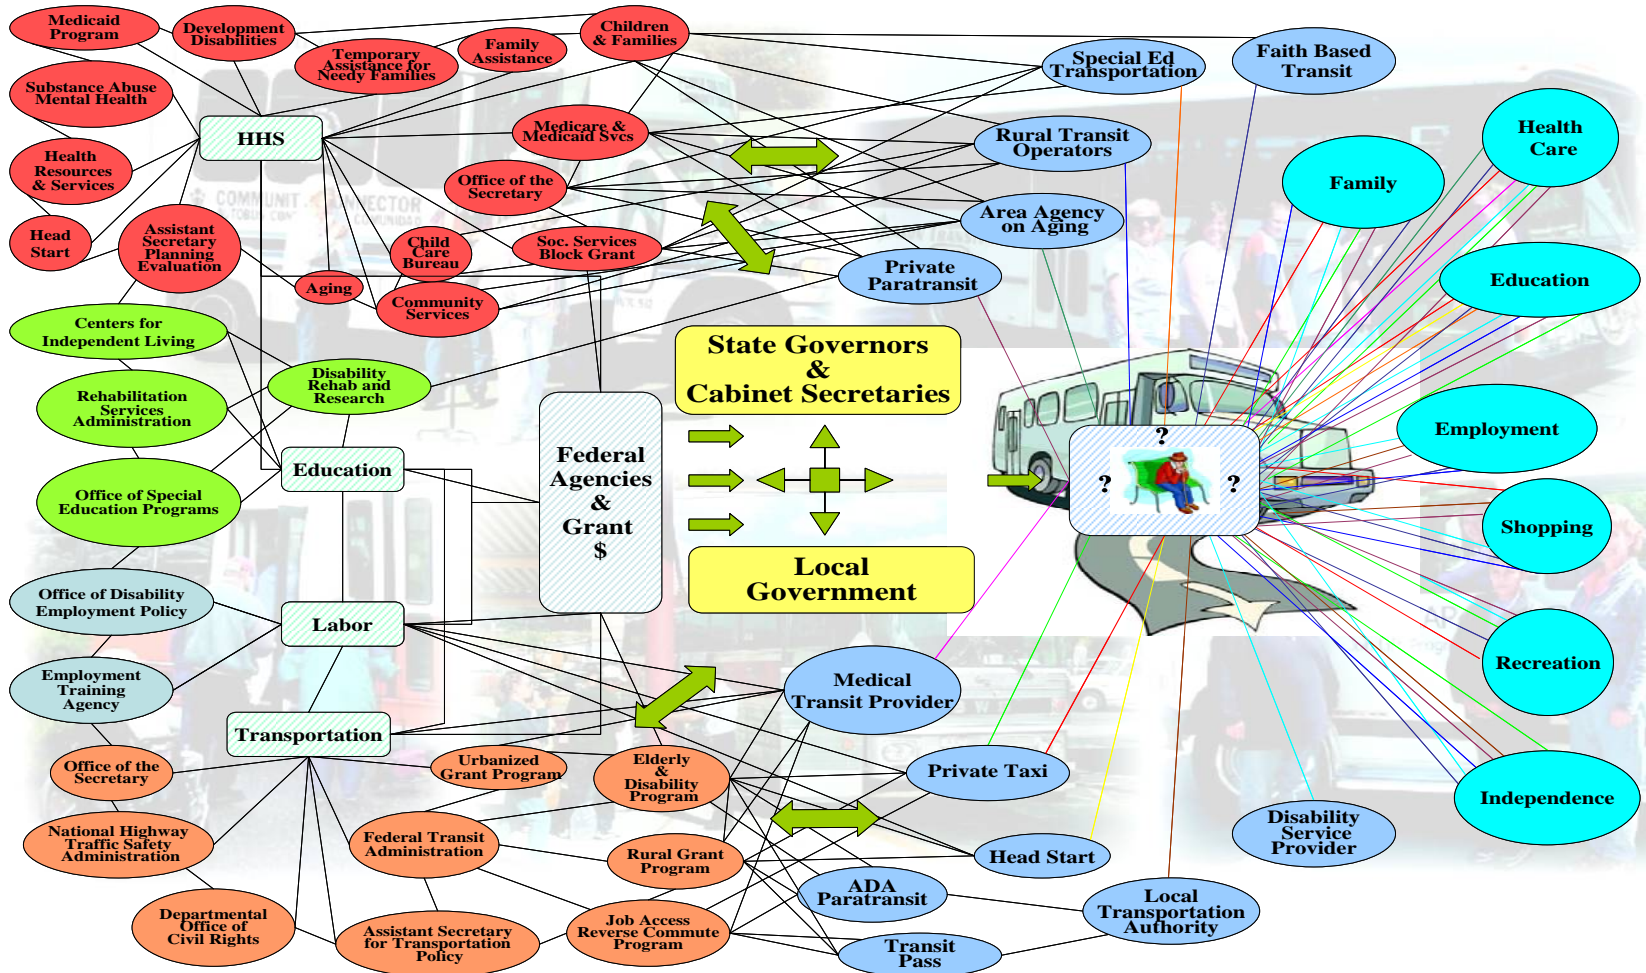 Medicaid
Program
Development
Disabilities
Temporary
Assistance for
Needy Families
Family
Assistance
Children
& Families
Special Ed
Transportation
Faith Based
Transit
Substance Abuse
Mental Health
HHS
Medicare &
Medicaid Svcs
Rural Transit
Operators
Health
Care
Health
Resources
& Services
Office of the
Secretary
Family
COMMUNIT
NNECTOR
Head
Start
Assistant
Secretary
Planning
Evaluation
Child
Care
Bureau
Soc. Services
Block Grant
Area Agency
on Aging
Private
Paratransit
Education
Aging
Community
Services
Centers for
Independent Living
State Governors
&
Cabinet Secretaries
Disability
Rehab and
Research
Rehabilitation
Services
Administration
Employment
Education
Federal
Agencies
&
Grant
$
?
? ?
Office of Special
Education Programs
Shopping
Local
Government
Office of Disability
Employment Policy
Labor
Recreation
Employment
Training
Agency
Medical
Transit Provider
Transportation
Office of the
Secretary
Urbanized
Grant Program
Elderly
&
Disability
Program
Private Taxi
Independence
National Highway
Traffic Safety
Administration
Federal Transit
Administration
Rural Grant
Program
Head Start
Disability
Service
Provider
ADA
Paratransit
Local
Transportation
Authority
Departmental
Office of
Civil Rights
Assistant Secretary
for Transportation
Policy
Job Access
Reverse Commute
Program
Transit
Pass